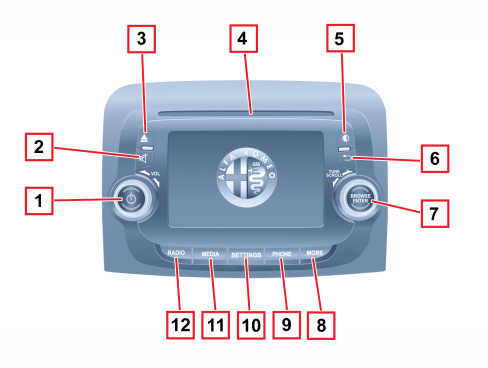 3
4
5
2
VOL
ALFA ROMEO
TUNE
SCROLL
6
1
BROWSE
ENTER
7
RADIO MEDIA SETTINGS PHONE MORE
12 11 10 9 8